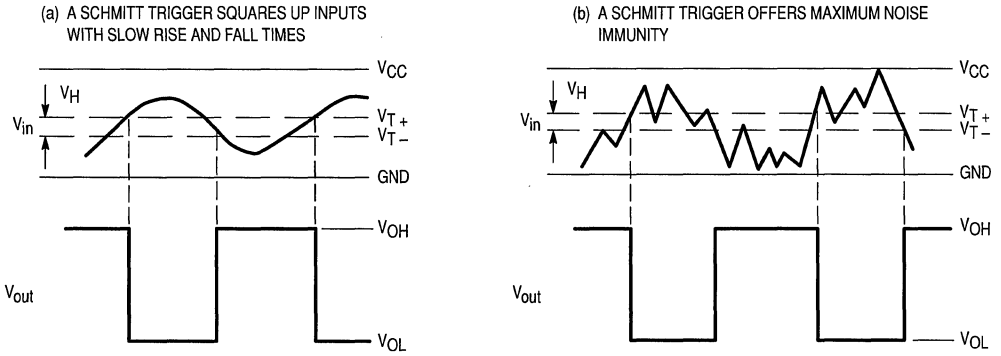 (a) A SCHMITT TRIGGER SQUARES UP INPUTS
WITH SLOW RISE AND FALL TIMES
VCC
VH
Vin
VT+
VT−
GND
VOH
Vout
VOL
(b) A SCHMITT TRIGGER OFFERS MAXIMUM NOISE
IMMUNITY
VCC
VH
Vin
VT+
VT−
GND
VOH
Vout
VOL